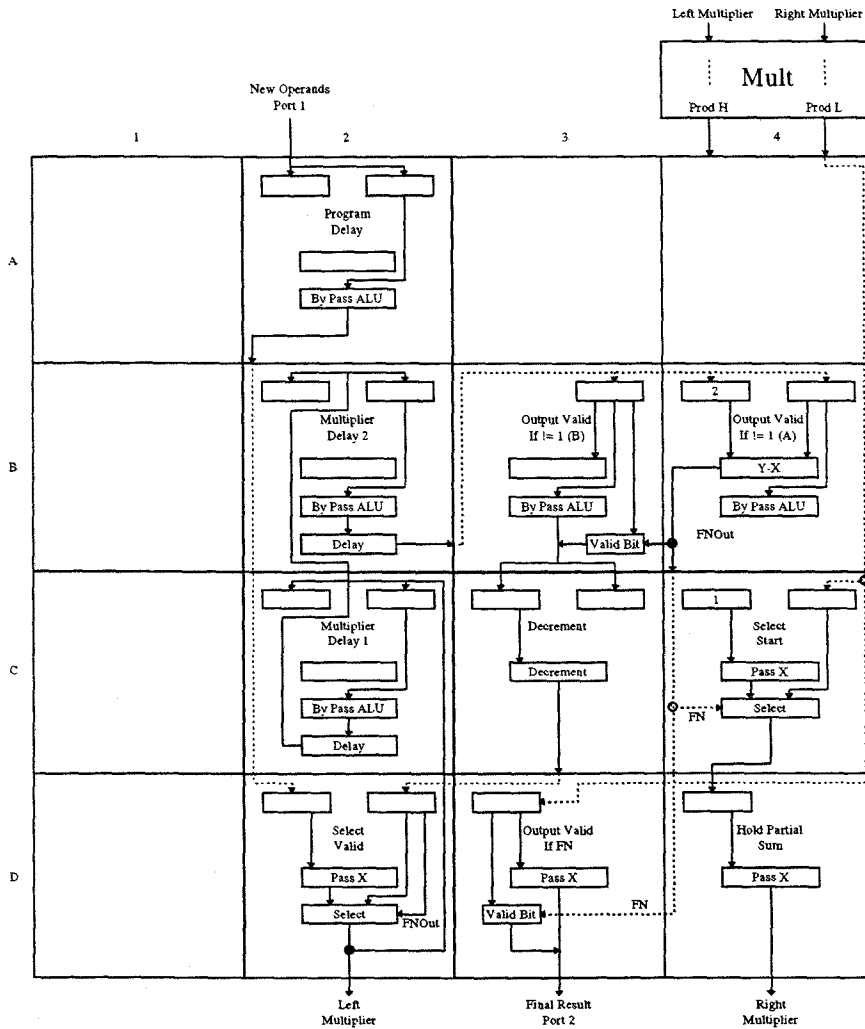 Left Multiplier Right Multiplier
Mult
Prod H Prod L
New Operands
Port 1
1 2 3 4
A
Program
Delay
By Pass ALU
B
Multiplier
Delay 2
By Pass ALU
Delay
Output Valid
If != 1 (B)
By Pass ALU
Valid Bit
2
Output Valid
If != 1 (A)
Y-X
By Pass ALU
FNOut
C
Multiplier
Delay 1
By Pass ALU
Delay
Decrement
Decrement
1
Select
Start
Pass X
Select
FN
D
Select
Valid
Pass X
Select
FNOut
Output Valid
If FN
Pass X
Valid Bit
FN
Hold Partial
Sum
Pass X
Left
Multiplier
Final Result
Port 2
Right
Multiplier